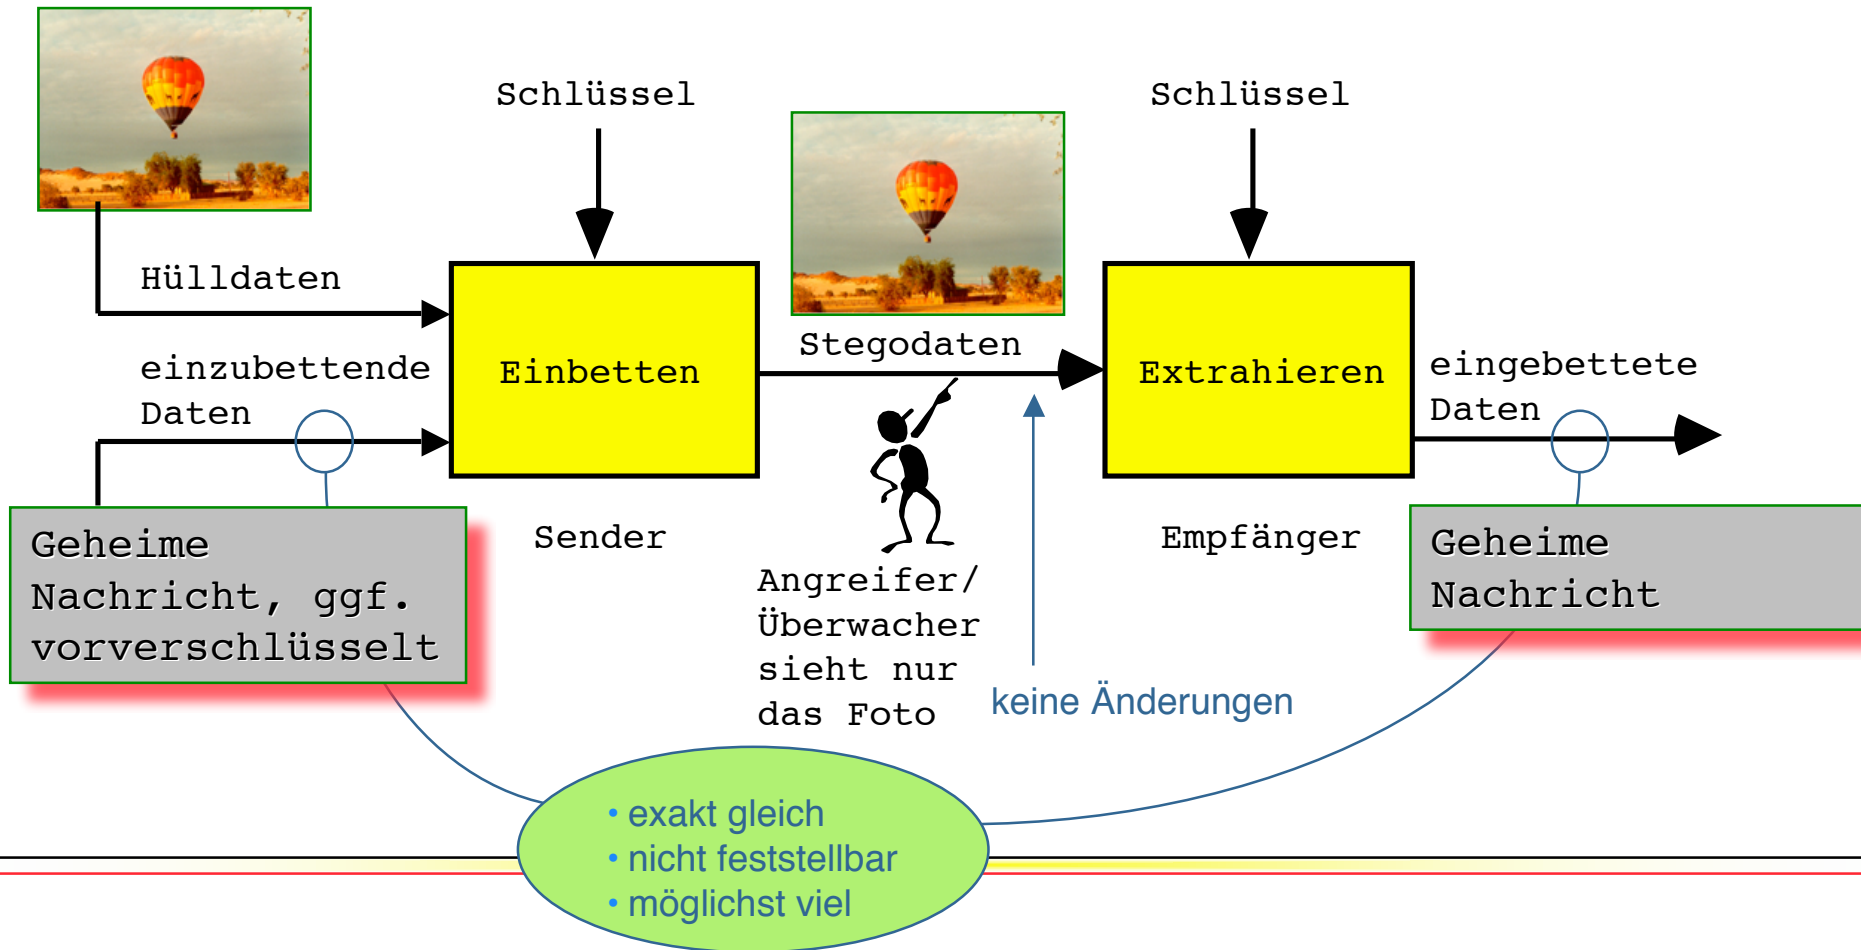 Schlüssel
Schlüssel
Hülldaten
einzubettende
Daten
Einbetten
Stegodaten
Extrahieren
eingebettete
Daten
Geheime
Nachricht, ggf.
vorverschlüsselt
Sender
Angreifer/
Überwacher
sieht nur
das Foto
keine Änderungen
Empfänger
Geheime
Nachricht
• exakt gleich
• nicht feststellbar
• möglichst viel